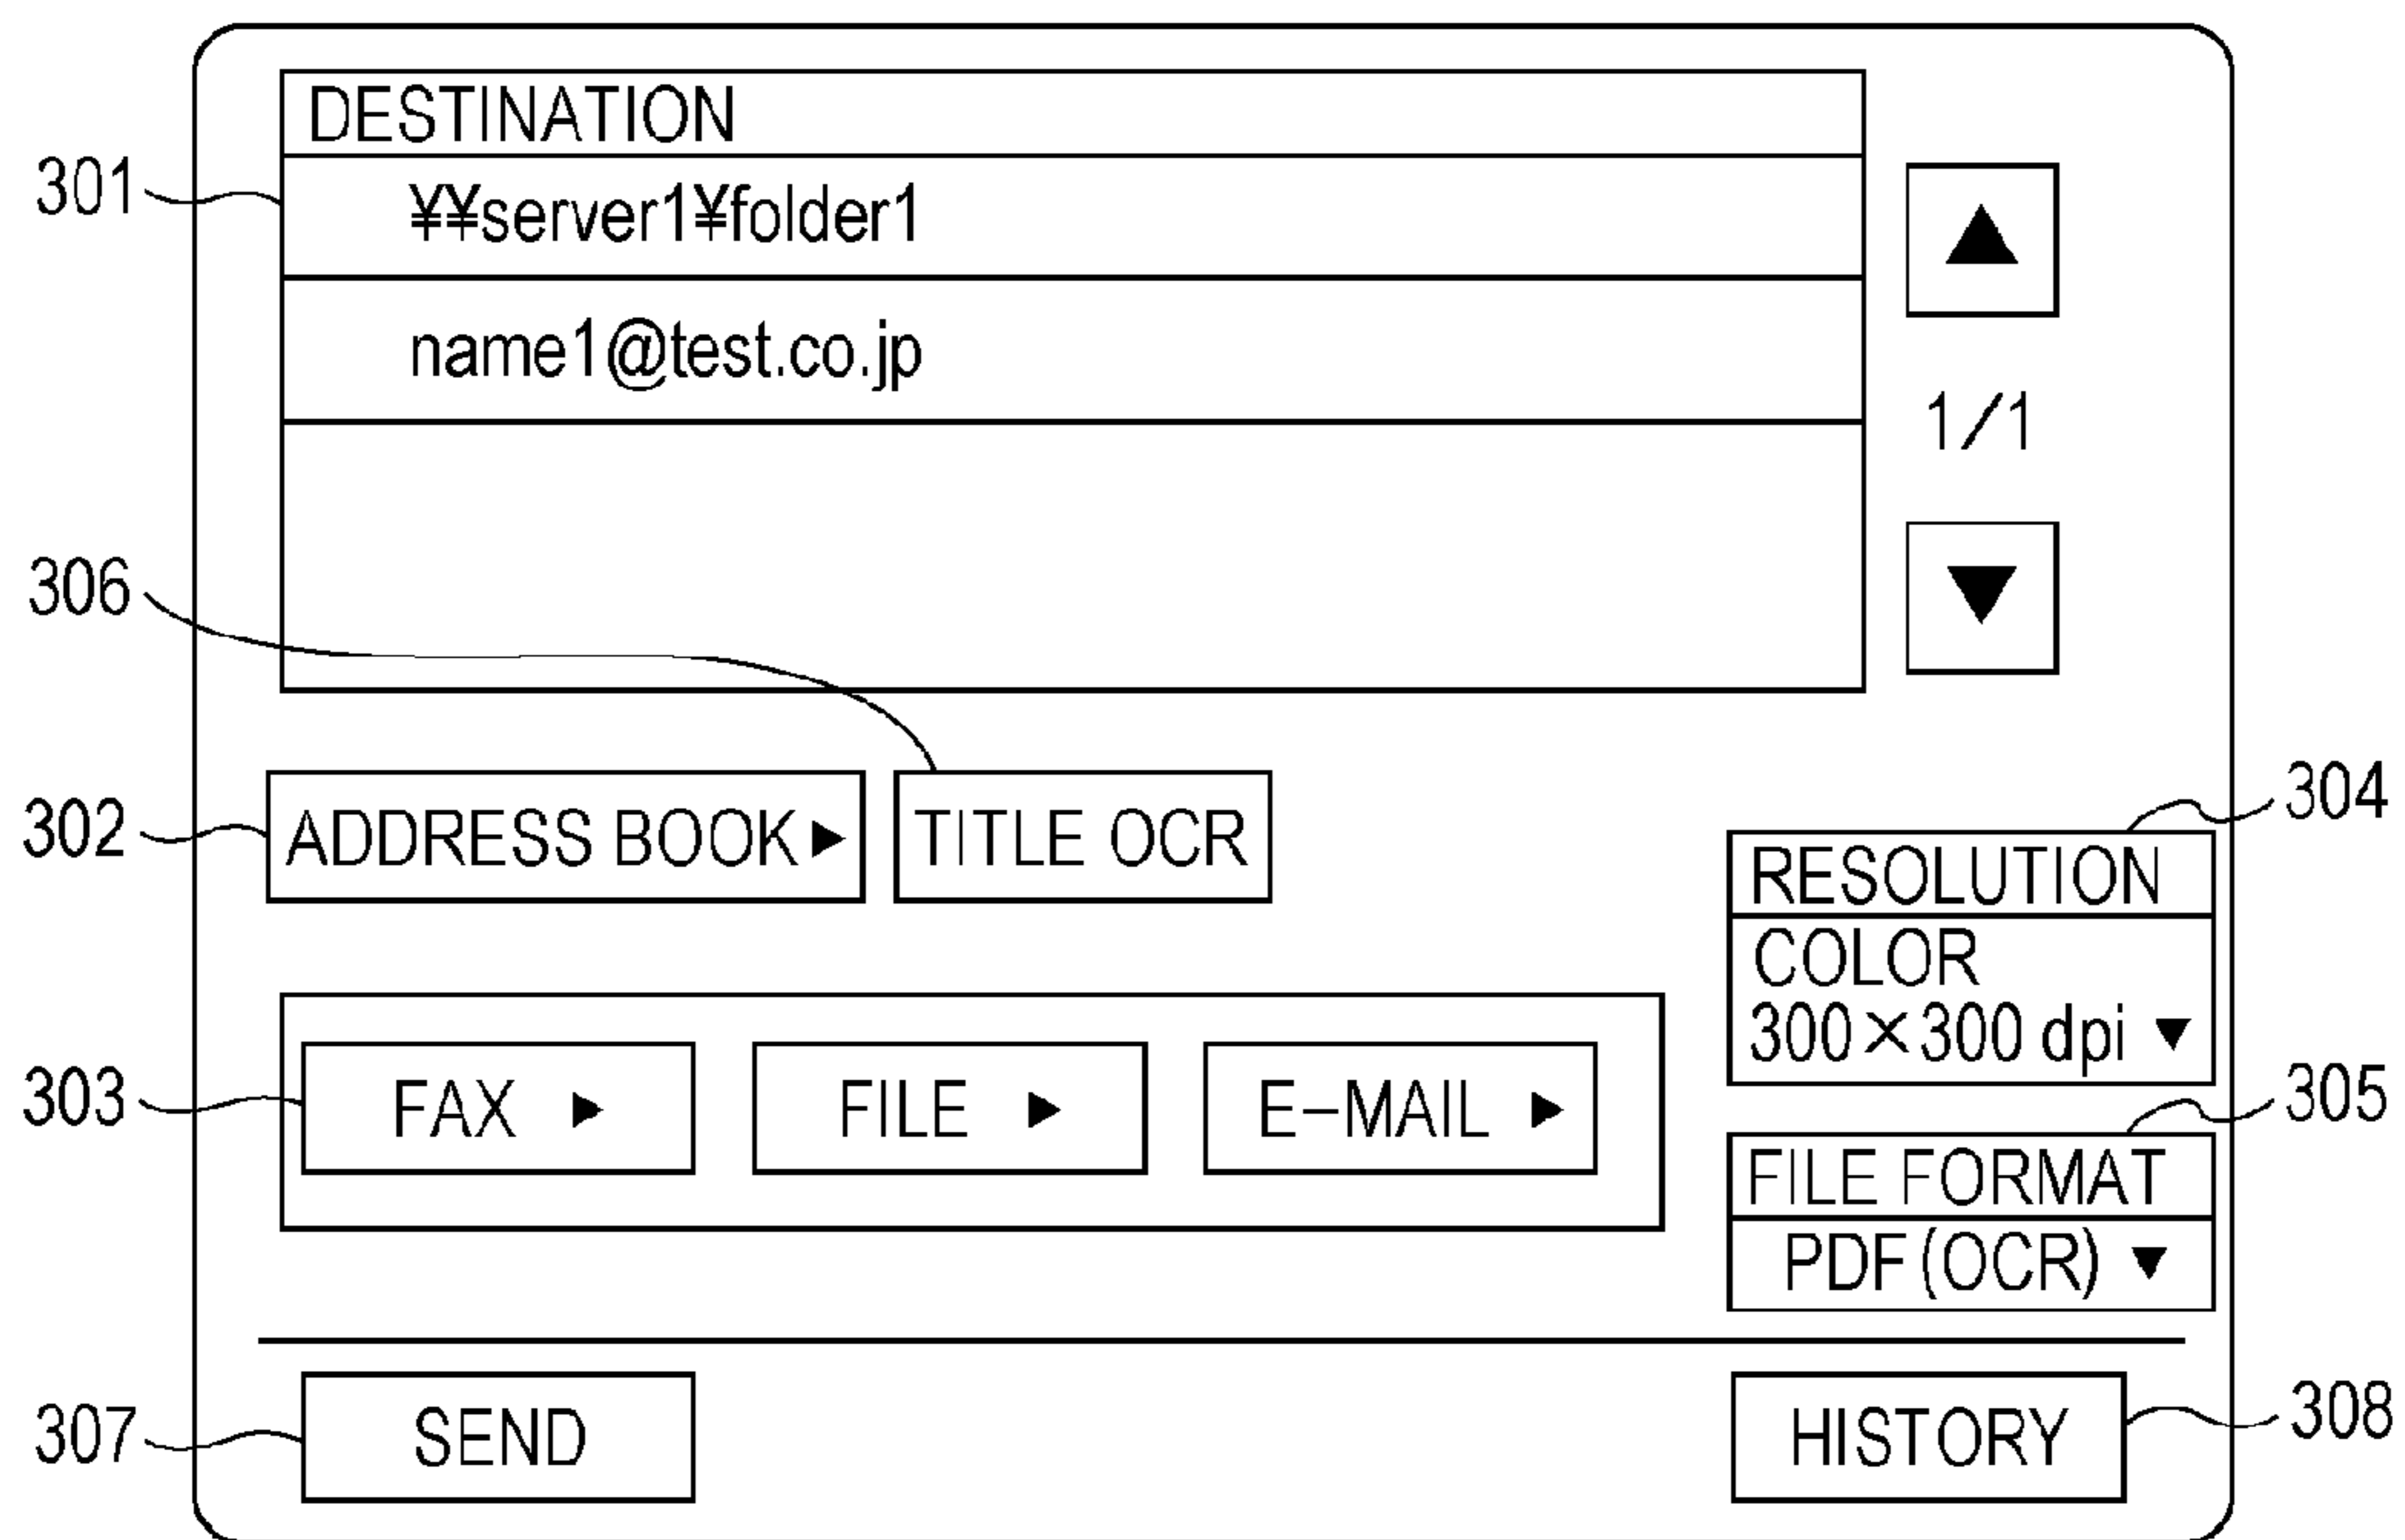 DESTINATION
301
¥¥server1¥folder1
name1@test.co.jp
1/1
306
302
ADDRESS BOOK ▶
TITLE OCR
304
RESOLUTION
COLOR
300×300 dpi ▼
303
FAX ▶
FILE ▶
E-MAIL ▶
305
FILE FORMAT
PDF(OCR) ▼
307
SEND
HISTORY
308